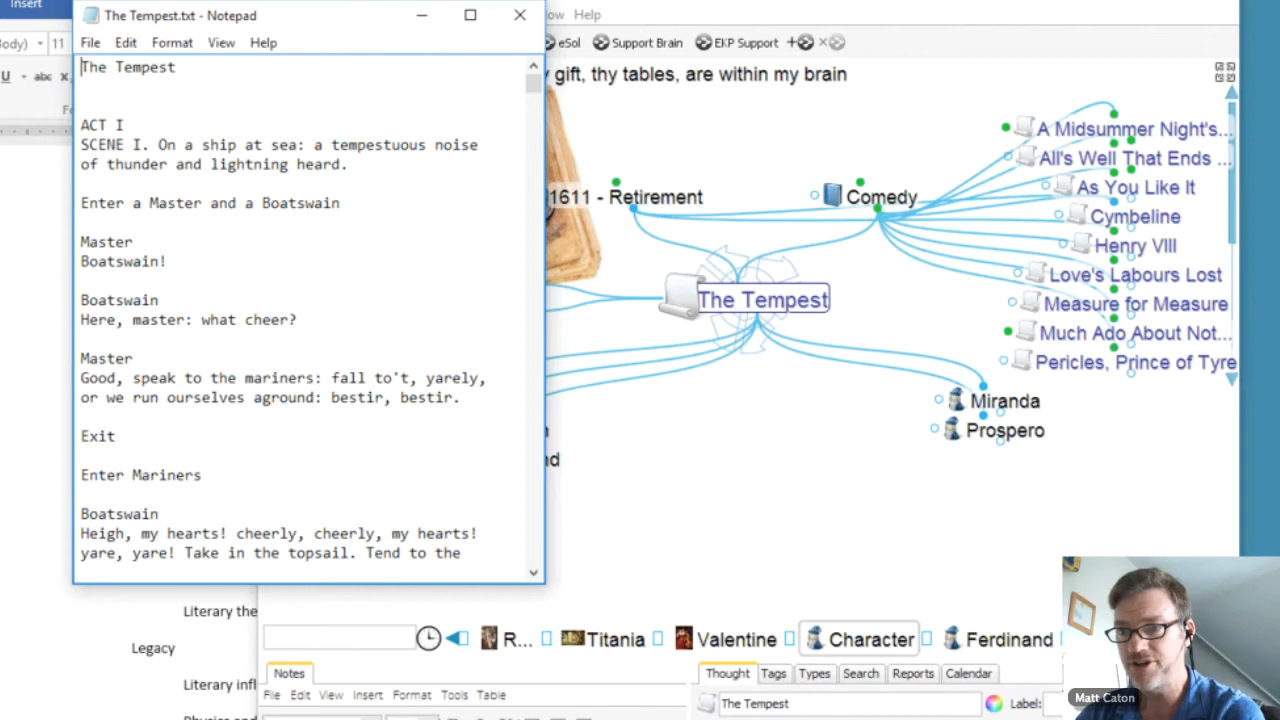 Insert
The Tempest.txt - Notepad
ow Help
ody) 11
File Edit Format View Help
eSol Support Brain EKP Support
U abc x
The Tempest
gift, thy tables, are within my brain
ACT I
SCENE I. On a ship at sea: a tempestuous noise
of thunder and lightning heard.
Enter a Master and a Boatswain
Master
Boatswain!
Boatswain
Here, master: what cheer?
Master
Good, speak to the mariners: fall to't, yarely,
or we run ourselves aground: bestir, bestir.
Exit
Enter Mariners
Boatswain
Heigh, my hearts! cheerly, cheerly, my hearts!
yare, yare! Take in the topsail. Tend to the
1611 - Retirement
Comedy
The Tempest
A Midsummer Night's...
All's Well That Ends ...
As You Like It
Cymbeline
Henry VIII
Love's Labours Lost
Measure for Measure
Much Ado About Not...
Pericles, Prince of Tyre
Miranda
Prospero
nd
Literary the
Legacy
Literary infl
R... Titania Valentine Character Ferdinand
Notes
File Edit View Insert Format Tools Table
Thought Tags Types Search Reports Calendar
The Tempest Label:
Matt Caton